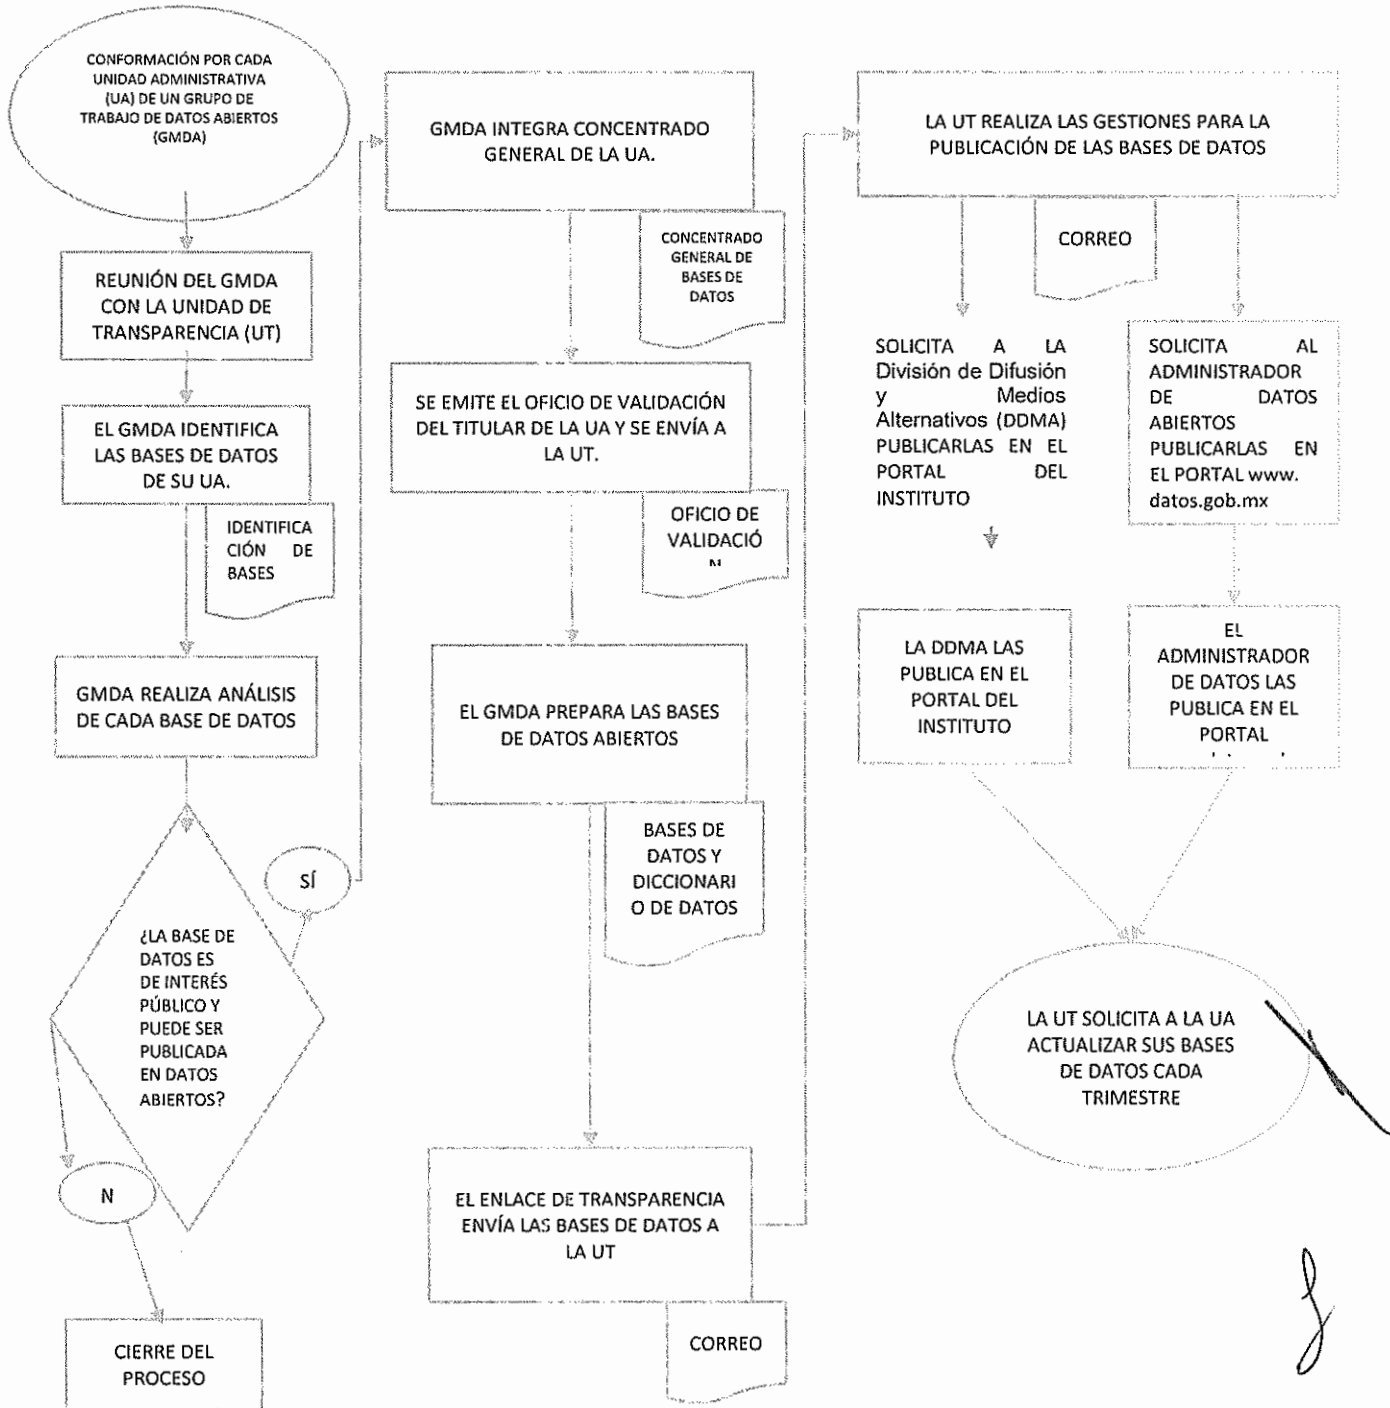 CONFORMACIÓN POR CADA
UNIDAD ADMINISTRATIVA
(UA) DE UN GRUPO DE
TRABAJO DE DATOS ABIERTOS
(GMDA)
REUNIÓN DEL GMDA
CON LA UNIDAD DE
TRANSPARENCIA (UT)
EL GMDA IDENTIFICA
LAS BASES DE DATOS
DE SU UA.
IDENTIFICA
CIÓN DE
BASES
GMDA REALIZA ANÁLISIS
DE CADA BASE DE DATOS
¿LA BASE DE
DATOS ES
DE INTERÉS
PÚBLICO Y
PUEDE SER
PUBLICADA
EN DATOS
ABIERTOS?
SÍ
N
CIERRE DEL
PROCESO
GMDA INTEGRA CONCENTRADO
GENERAL DE LA UA.
CONCENTRADO
GENERAL DE
BASES DE
DATOS
SE EMITE EL OFICIO DE VALIDACIÓN
DEL TITULAR DE LA UA Y SE ENVÍA A
LA UT.
OFICIO DE
VALIDACIÓ
N
EL GMDA PREPARA LAS BASES
DE DATOS ABIERTOS
BASES DE
DATOS Y
DICCIONARI
O DE DATOS
EL ENLACE DE TRANSPARENCIA
ENVÍA LAS BASES DE DATOS A
LA UT
CORREO
LA UT REALIZA LAS GESTIONES PARA LA
PUBLICACIÓN DE LAS BASES DE DATOS
CORREO
SOLICITA A LA
División de Difusión
y Medios
Alternativos (DDMA)
PUBLICARLAS EN EL
PORTAL DEL
INSTITUTO
LA DDMA LAS
PUBLICA EN EL
PORTAL DEL
INSTITUTO
SOLICITA AL
ADMINISTRADOR
DE DATOS
ABIERTOS
PUBLICARLAS EN
EL PORTAL www.
datos.gob.mx
EL
ADMINISTRADOR
DE DATOS LAS
PUBLICA EN EL
PORTAL
LA UT SOLICITA A LA UA
ACTUALIZAR SUS BASES
DE DATOS CADA
TRIMESTRE